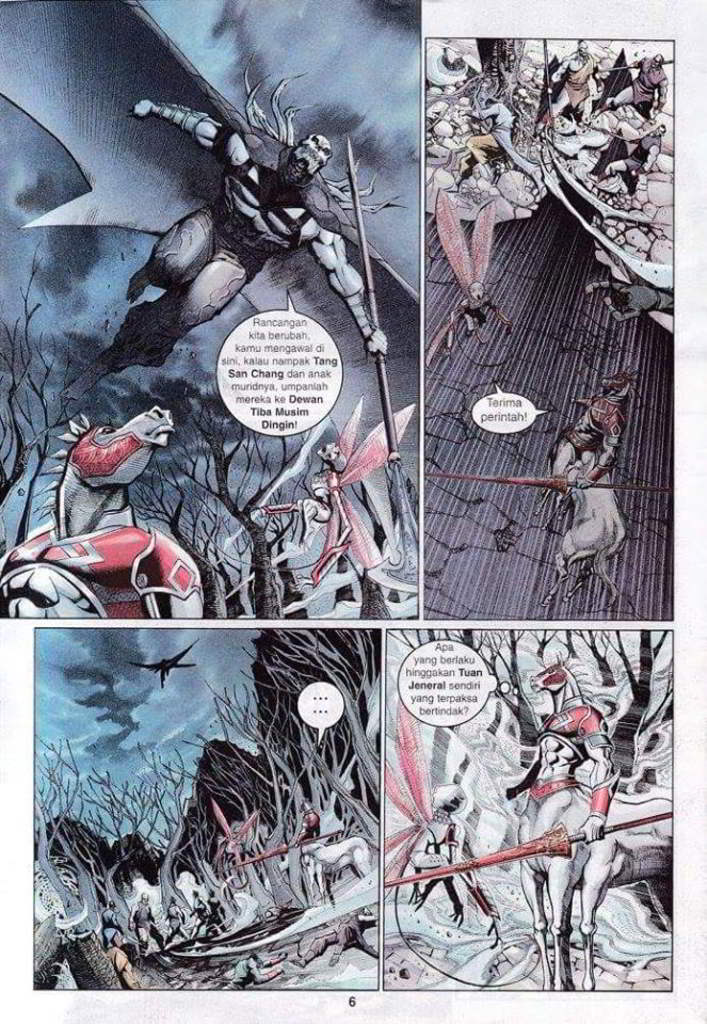 Rancangan
kita berubah,
kamu mengawal di
sini, kalau nampak Tang
San Chang dan anak
muridnya, umpanlah
mereka ke Dewan
Tiba Musim
Dingin!
Terima
perintah!
...
...
Apa
yang berlaku
hinggakan Tuan
Jeneral sendiri
yang terpaksa
bertindak?
6